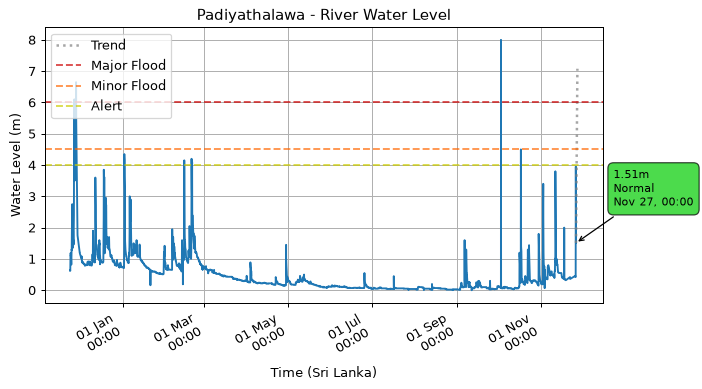 Padiyathalawa - River Water Level
Trend
Major Flood
Minor Flood
Alert
8
7
6
5
4
3
2
1
0
Water Level (m)
1.51m
Normal
Nov 27, 00:00
01 Jan
00:00
01 Mar
00:00
01 May
00:00
01 Jul
00:00
01 Sep
00:00
01 Nov
00:00
Time (Sri Lanka)